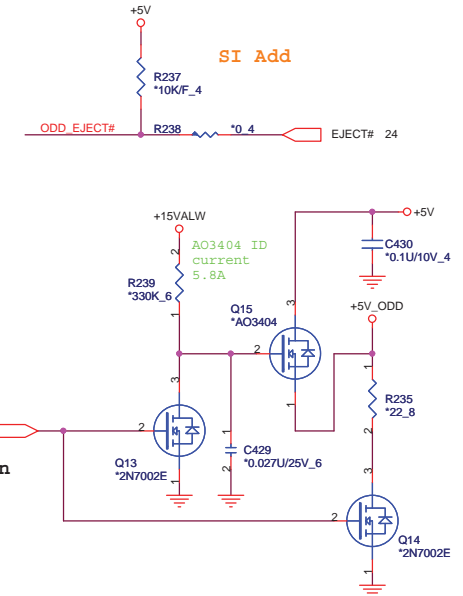 +5V
SI Add
R237
*10K/F_4
ODD_EJECT#
R238
*0_4
EJECT# 24
+15VALW
+5V
AO3404 ID
current
5.8A
2
C430
*0.1U/10V_4
R239
*330K_6
+5V_ODD
1
Q15
*AO3404
3
2
1
1
R235
*22_8
2
3
2
Q13
*2N7002E
1
1
C429
*0.027U/25V_6
2
n
3
2
Q14
*2N7002E
1